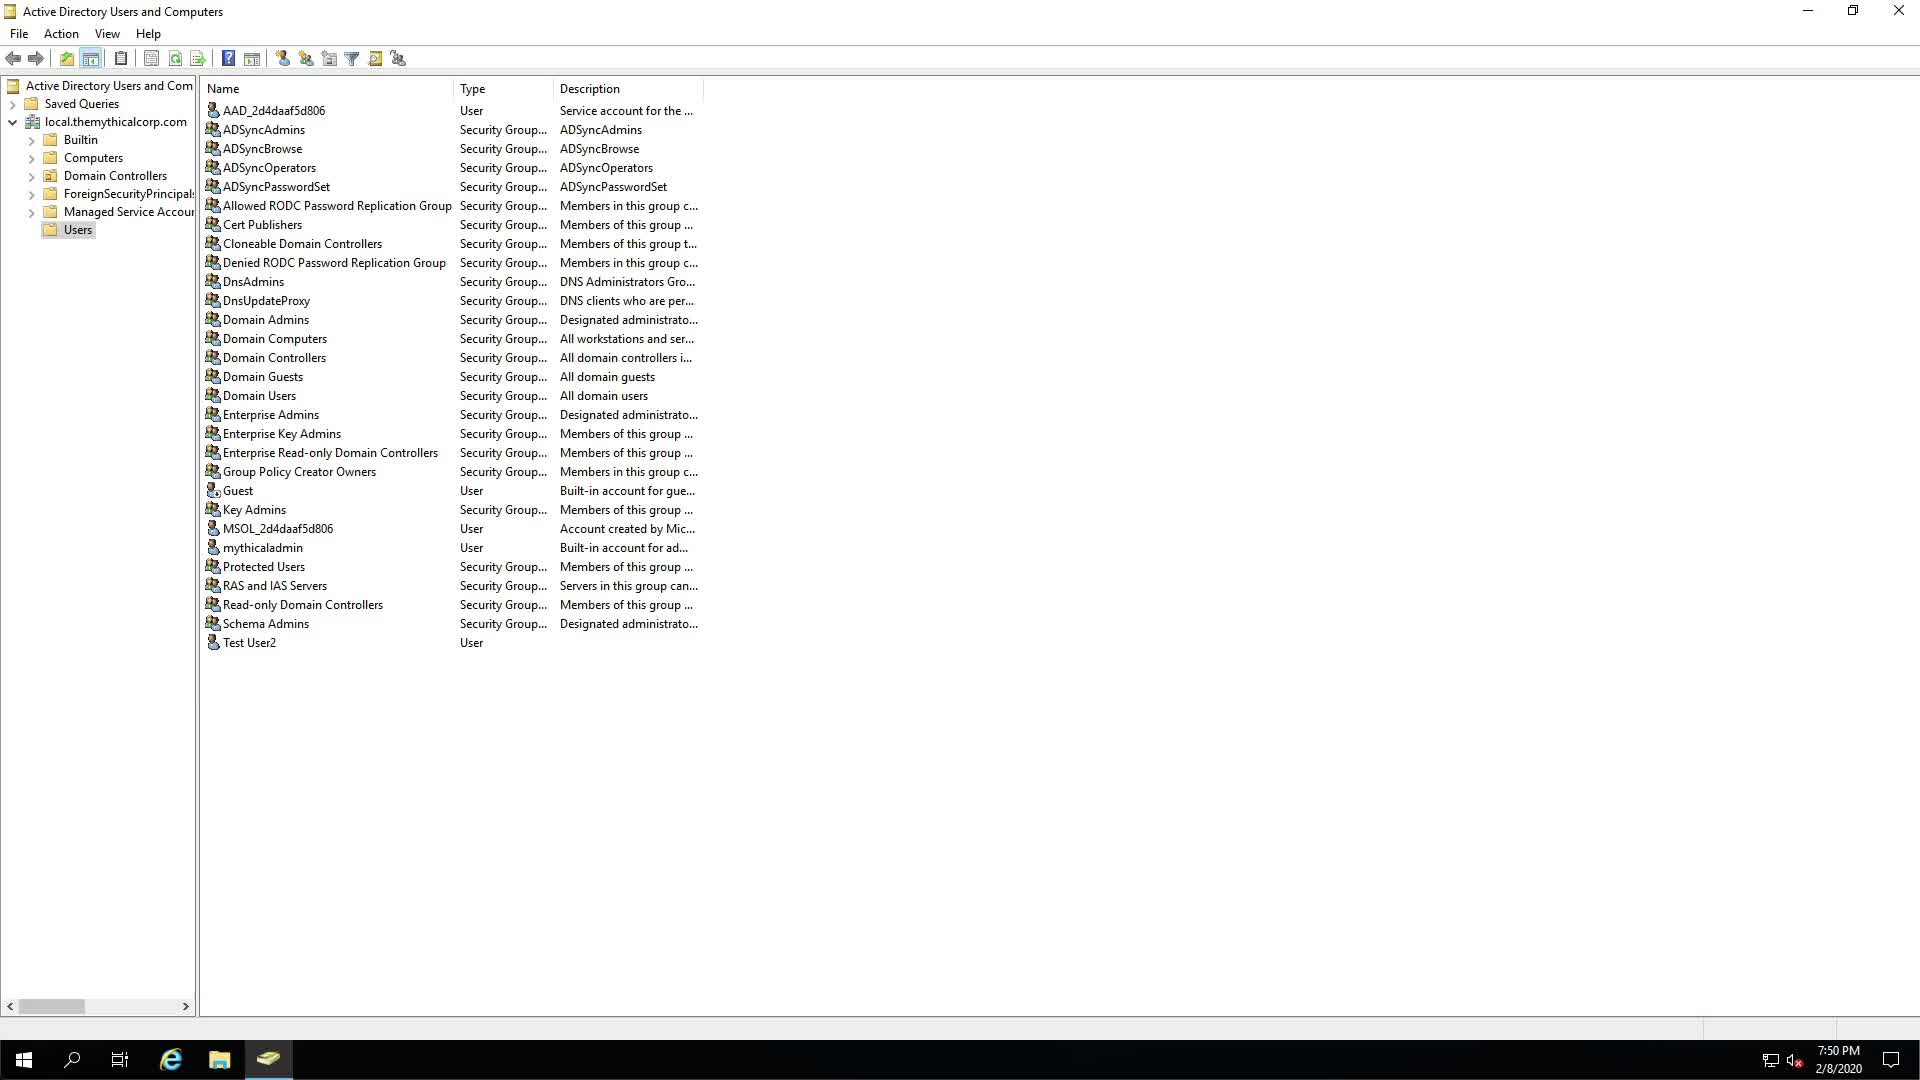 Active Directory Users and Computers
File Action View Help
Active Directory Users and Com
Saved Queries
local.themythicalcorp.com
Builtin
Computers
Domain Controllers
ForeignSecurityPrincipals
Managed Service Accour
Users
Name Type Description
AAD_2d4daaf5d806 User Service account for the ...
ADSyncAdmins Security Group... ADSyncAdmins
ADSyncBrowse Security Group... ADSyncBrowse
ADSyncOperators Security Group... ADSyncOperators
ADSyncPasswordSet Security Group... ADSyncPasswordSet
Allowed RODC Password Replication Group Security Group... Members in this group c...
Cert Publishers Security Group... Members of this group ...
Cloneable Domain Controllers Security Group... Members of this group t...
Denied RODC Password Replication Group Security Group... Members in this group c...
DnsAdmins Security Group... DNS Administrators Gro...
DnsUpdateProxy Security Group... DNS clients who are per...
Domain Admins Security Group... Designated administrato...
Domain Computers Security Group... All workstations and ser...
Domain Controllers Security Group... All domain controllers i...
Domain Guests Security Group... All domain guests
Domain Users Security Group... All domain users
Enterprise Admins Security Group... Designated administrato...
Enterprise Key Admins Security Group... Members of this group ...
Enterprise Read-only Domain Controllers Security Group... Members of this group ...
Group Policy Creator Owners Security Group... Members in this group c...
Guest User Built-in account for gue...
Key Admins Security Group... Members of this group ...
MSOL_2d4daaf5d806 User Account created by Mic...
mythicaladmin User Built-in account for ad...
Protected Users Security Group... Members of this group ...
RAS and IAS Servers Security Group... Servers in this group can...
Read-only Domain Controllers Security Group... Members of this group ...
Schema Admins Security Group... Designated administrato...
Test User2 User
7:50 PM
2/8/2020